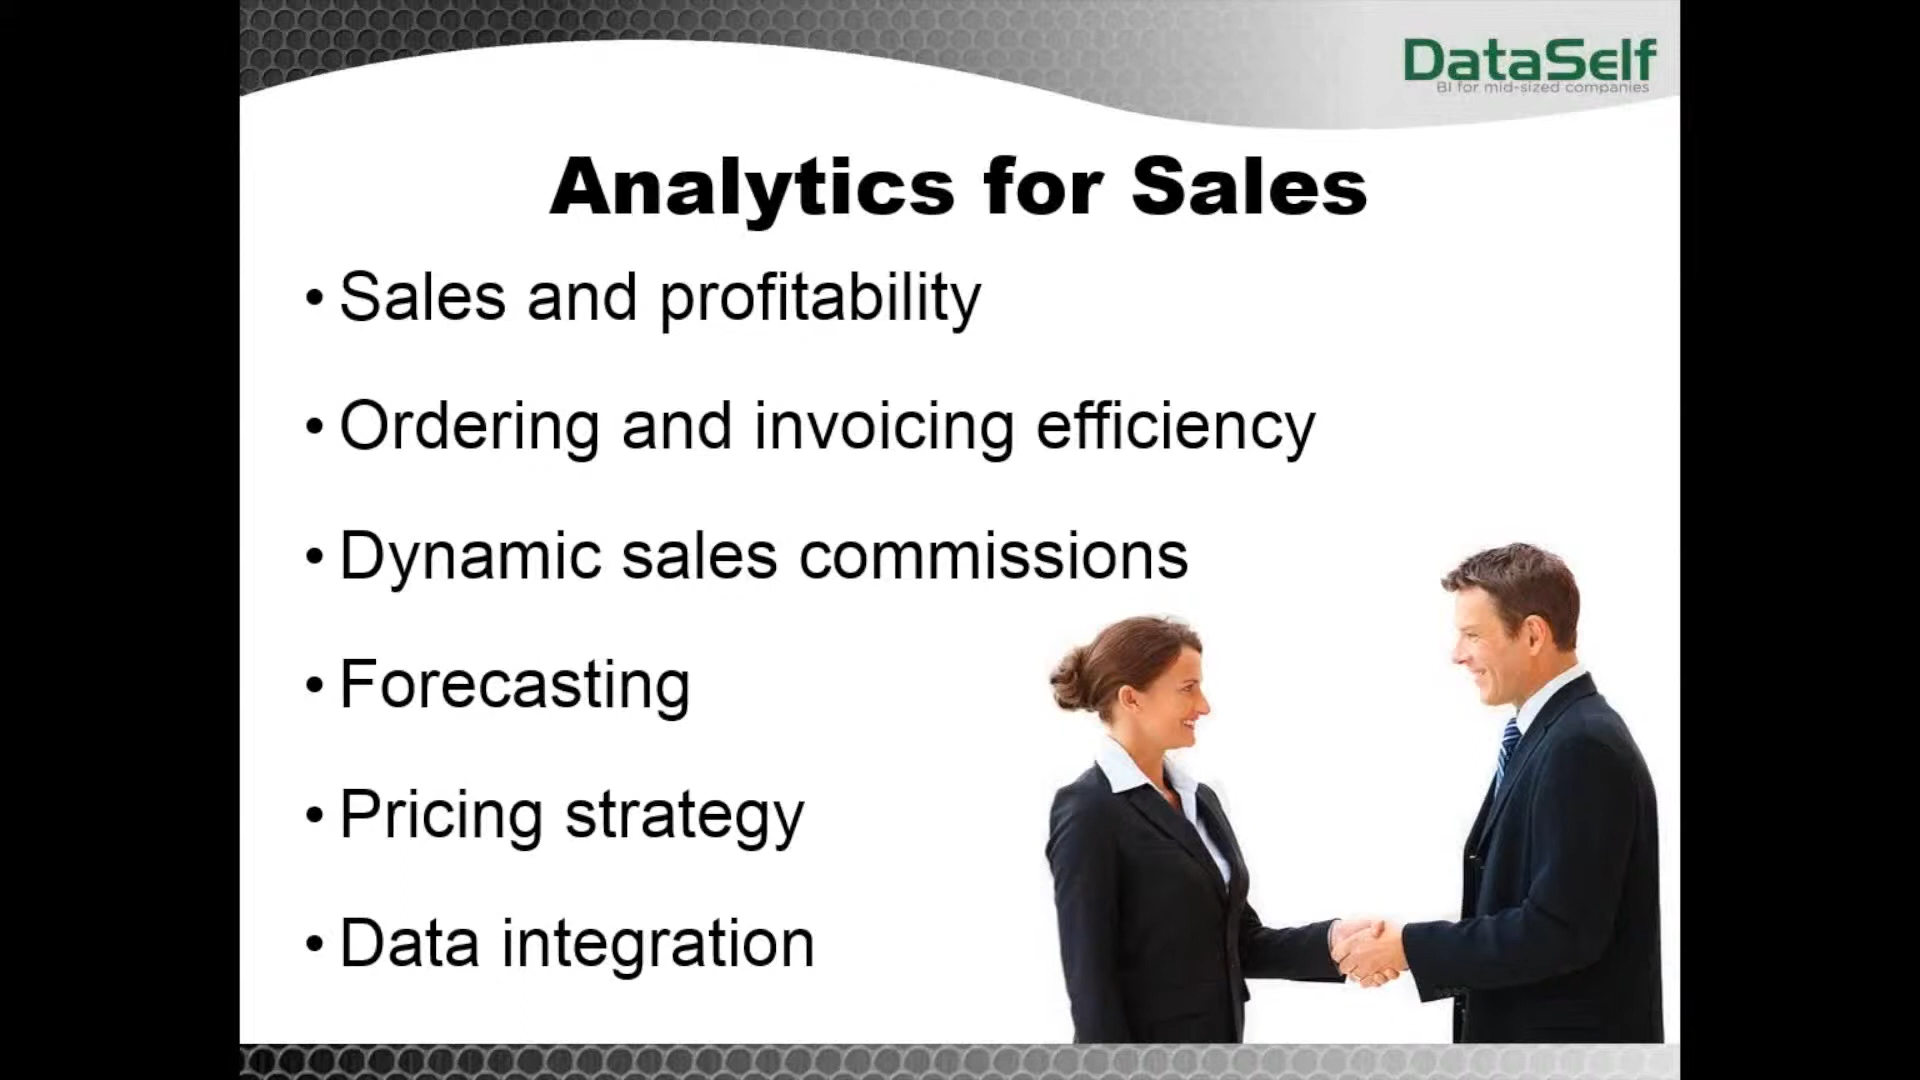 DataSelf
BI for mid-sized companies
Analytics for Sales
• Sales and profitability
• Ordering and invoicing efficiency
• Dynamic sales commissions
• Forecasting
• Pricing strategy
• Data integration